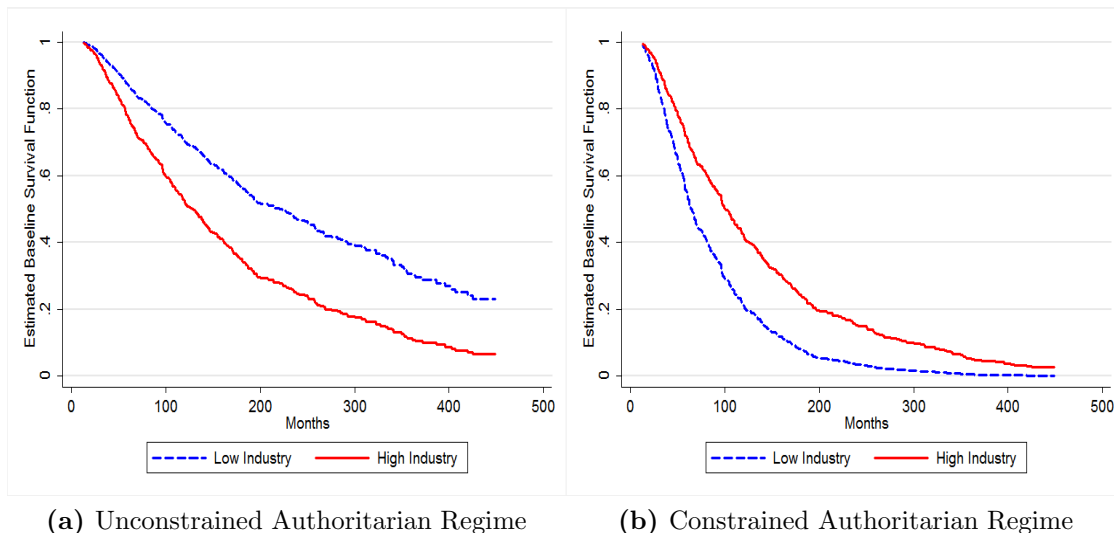 Estimated Baseline Survival Function
1
.8
.6
.4
.2
0
0 100 200 300 400 500
Months
Low Industry High Industry
(a) Unconstrained Authoritarian Regime
Estimated Baseline Survival Function
1
.8
.6
.4
.2
0
0 100 200 300 400 500
Months
Low Industry High Industry
(b) Constrained Authoritarian Regime